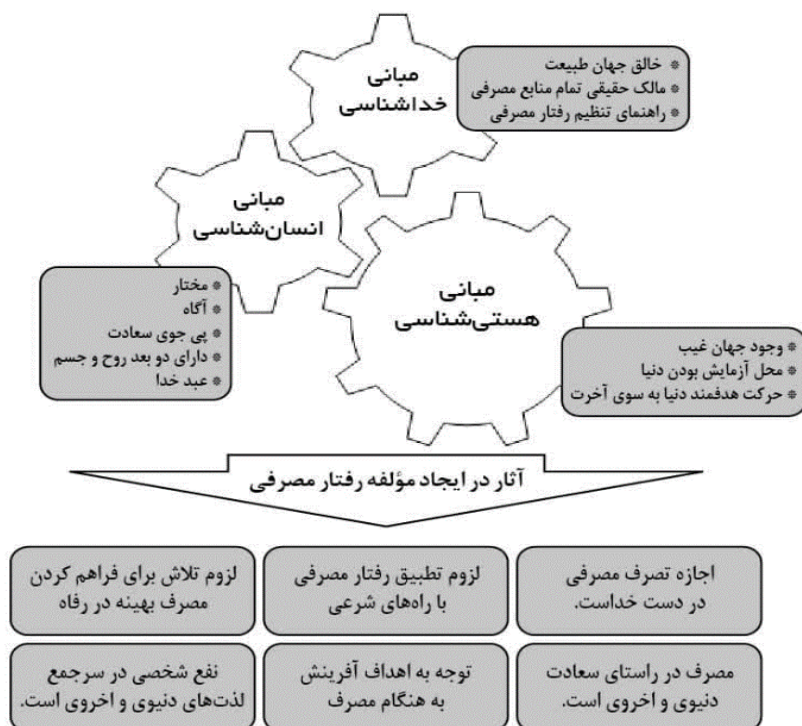 مبانی
خداشناسی
* خالق جهان طبیعت
* مالک حقیقی تمام منابع مصرفی
* راهنمای تنظیم رفتار مصرفی
مبانی
انسان‌شناسی
* مختار
* آگاه
* پی جوی سعادت
* دارای دو بعد روح و جسم
* عبد خدا
مبانی
هستی‌شناسی
* وجود جهان غیب
* محل آزمایش بودن دنیا
* حرکت هدفمند دنیا به سوی آخرت
آثار در ایجاد مؤلفه رفتار مصرفی
اجازه تصرف مصرفی
در دست خداست.
لزوم تطبیق رفتار مصرفی
با راه‌های شرعی
لزوم تلاش برای فراهم کردن
مصرف بهینه در رفاه
مصرف در راستای سعادت
دنیوی و اخروی است.
توجه به اهداف آفرینش
به هنگام مصرف
نفع شخصی در سرجمع
لذت‌های دنیوی و اخروی است.